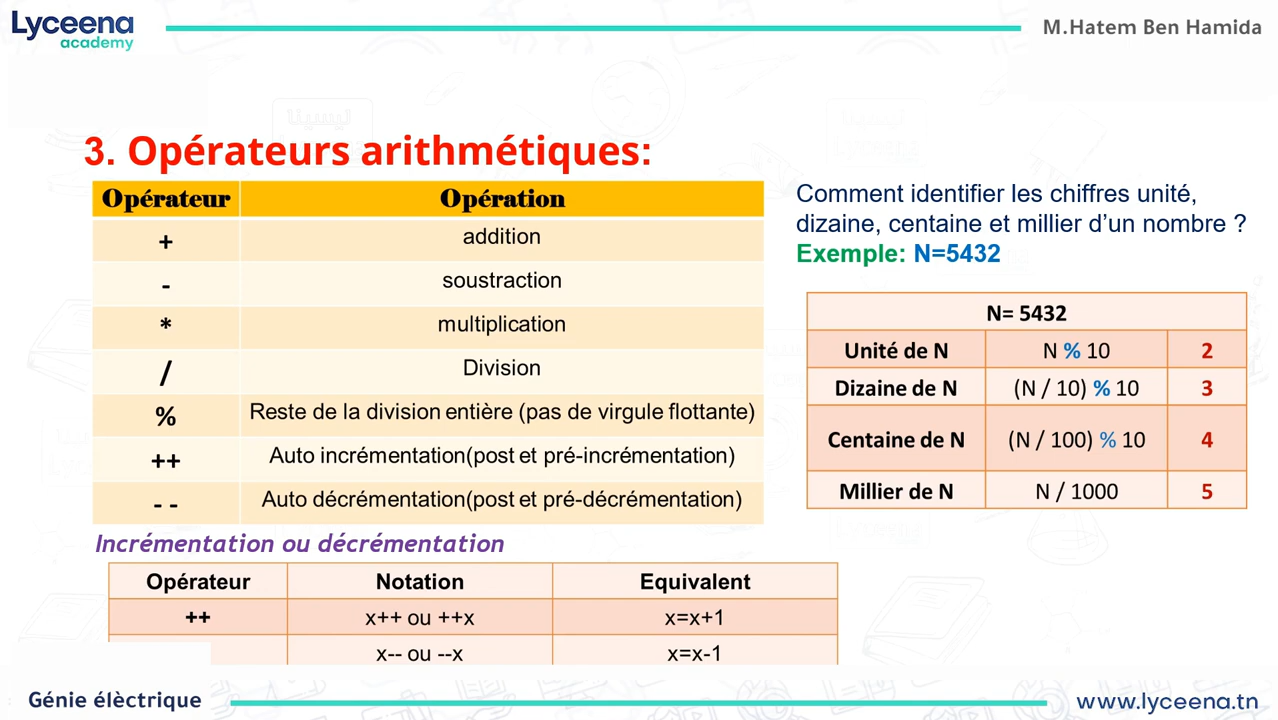 Lyceena
academy
M.Hatem Ben Hamida
3. Opérateurs arithmétiques:
Opérateur Opération
+ addition
- soustraction
* multiplication
/ Division
% Reste de la division entière (pas de virgule flottante)
++ Auto incrémentation(post et pré-incrémentation)
- - Auto décrémentation(post et pré-décrémentation)
Comment identifier les chiffres unité,
dizaine, centaine et millier d’un nombre ?
Exemple: N=5432
N= 5432
Unité de N N % 10 2
Dizaine de N (N / 10) % 10 3
Centaine de N (N / 100) % 10 4
Millier de N N / 1000 5
Incrémentation ou décrémentation
Opérateur Notation Equivalent
++ x++ ou ++x x=x+1
x-- ou --x x=x-1
Génie élèctrique
www.lyceena.tn